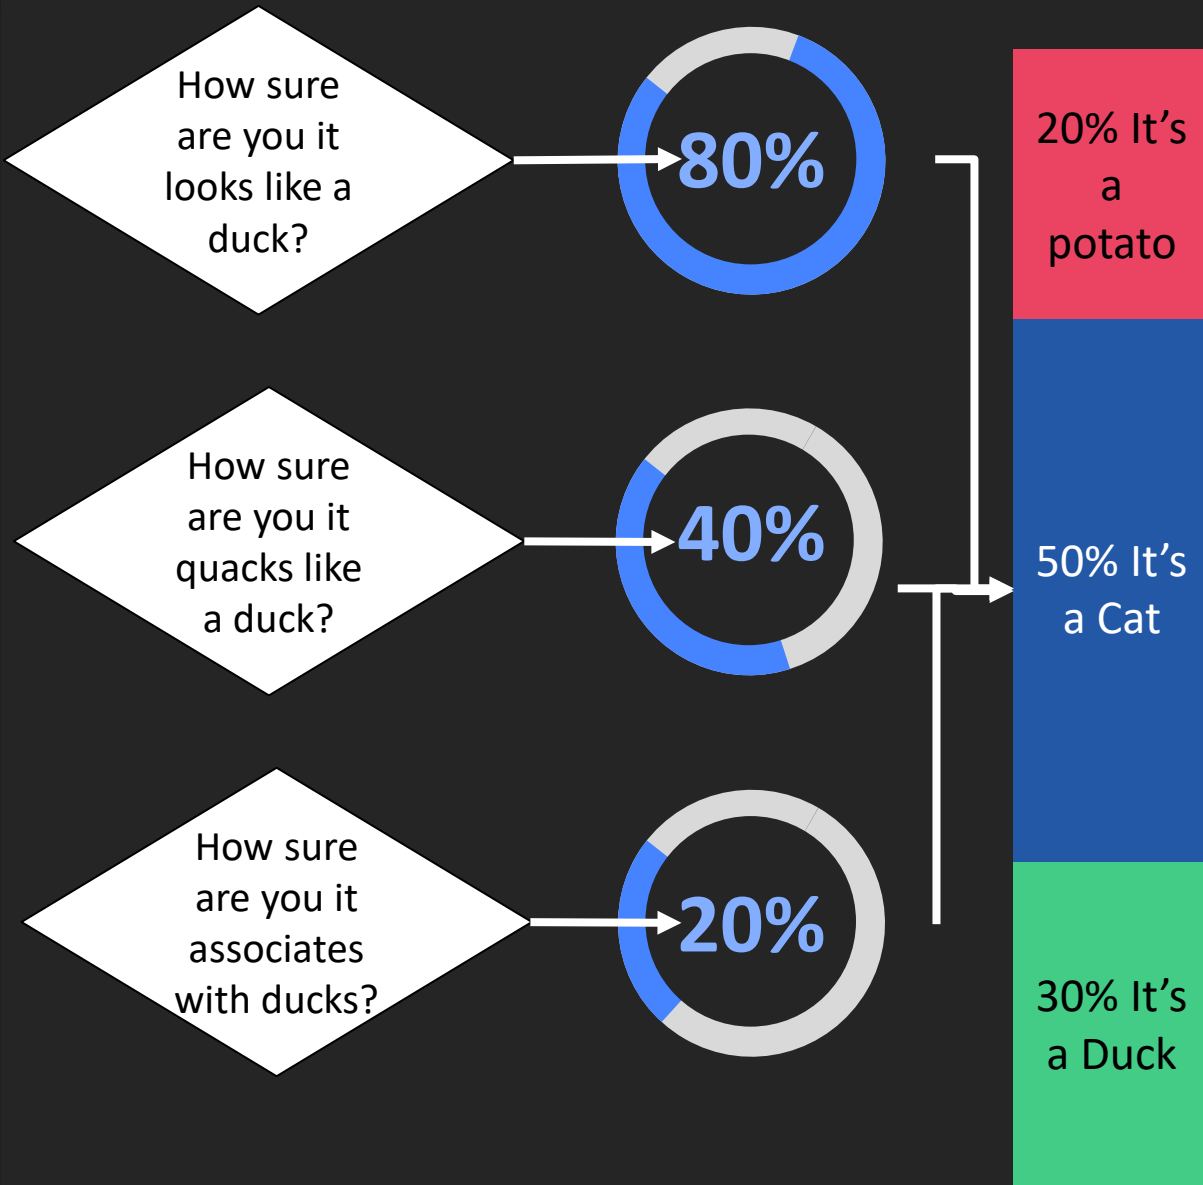 How sure
are you it
looks like a
duck?
80%
20% It’s
a
potato
How sure
are you it
quacks like
a duck?
40%
50% It’s
a Cat
How sure
are you it
associates
with ducks?
20%
30% It’s
a Duck